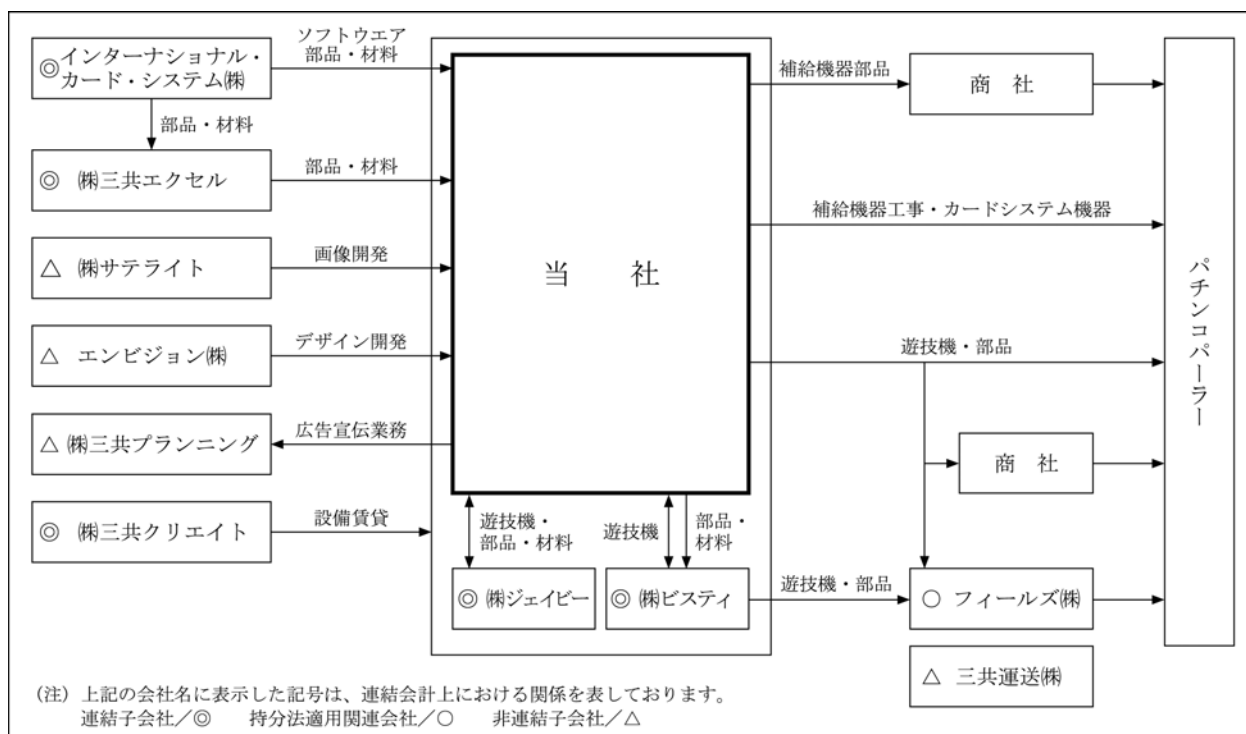 ◎インターナショナル・
カード・システム㈱
ソフトウエア
部品・材料
部品・材料
◎ ㈱三共エクセル
部品・材料
△ ㈱サテライト
画像開発
△ エンビジョン㈱
デザイン開発
△ ㈱三共プランニング
広告宣伝業務
◎ ㈱三共クリエイト
設備賃貸
当 社
遊技機・
部品・材料
遊技機
部品・
材料
◎ ㈱ジェイビー
◎ ㈱ビスティ
補給機器部品
商 社
補給機器工事・カードシステム機器
遊技機・部品
商 社
遊技機・部品
○ フィールズ㈱
△ 三共運送㈱
パチンコパーラー
(注) 上記の会社名に表示した記号は、連結会計上における関係を表しております。
連結子会社/◎ 持分法適用関連会社/○ 非連結子会社/△